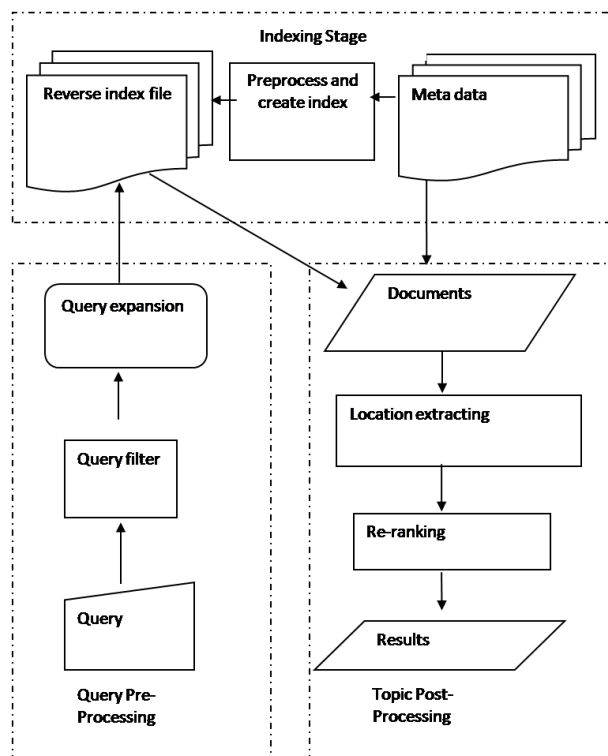 Indexing Stage
Reverse index file
Preprocess and
create index
Meta data
Query expansion
Query filter
Query
Query Pre-
Processing
Documents
Location extracting
Re-ranking
Results
Topic Post-
Processing